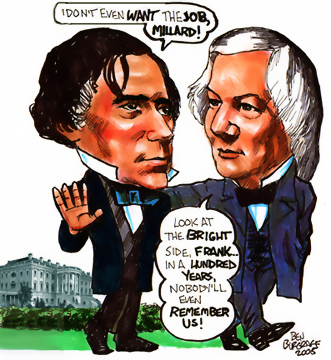 I DON'T EVEN WANT THE JOB,
MILLARD!
LOOK AT
THE BRIGHT
SIDE, FRANK...
IN A HUNDRED
YEARS
NOBODY'LL
EVEN
REMEMBER
US!
BEN
2005